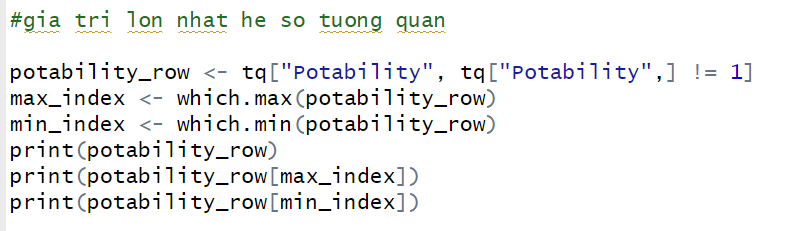 #gia tri lon nhat he so tuong quan
potability_row <- tq["Potability", tq["Potability",] != 1]
max_index <- which.max(potability_row)
min_index <- which.min(potability_row)
print(potability_row)
print(potability_row[max_index])
print(potability_row[min_index])